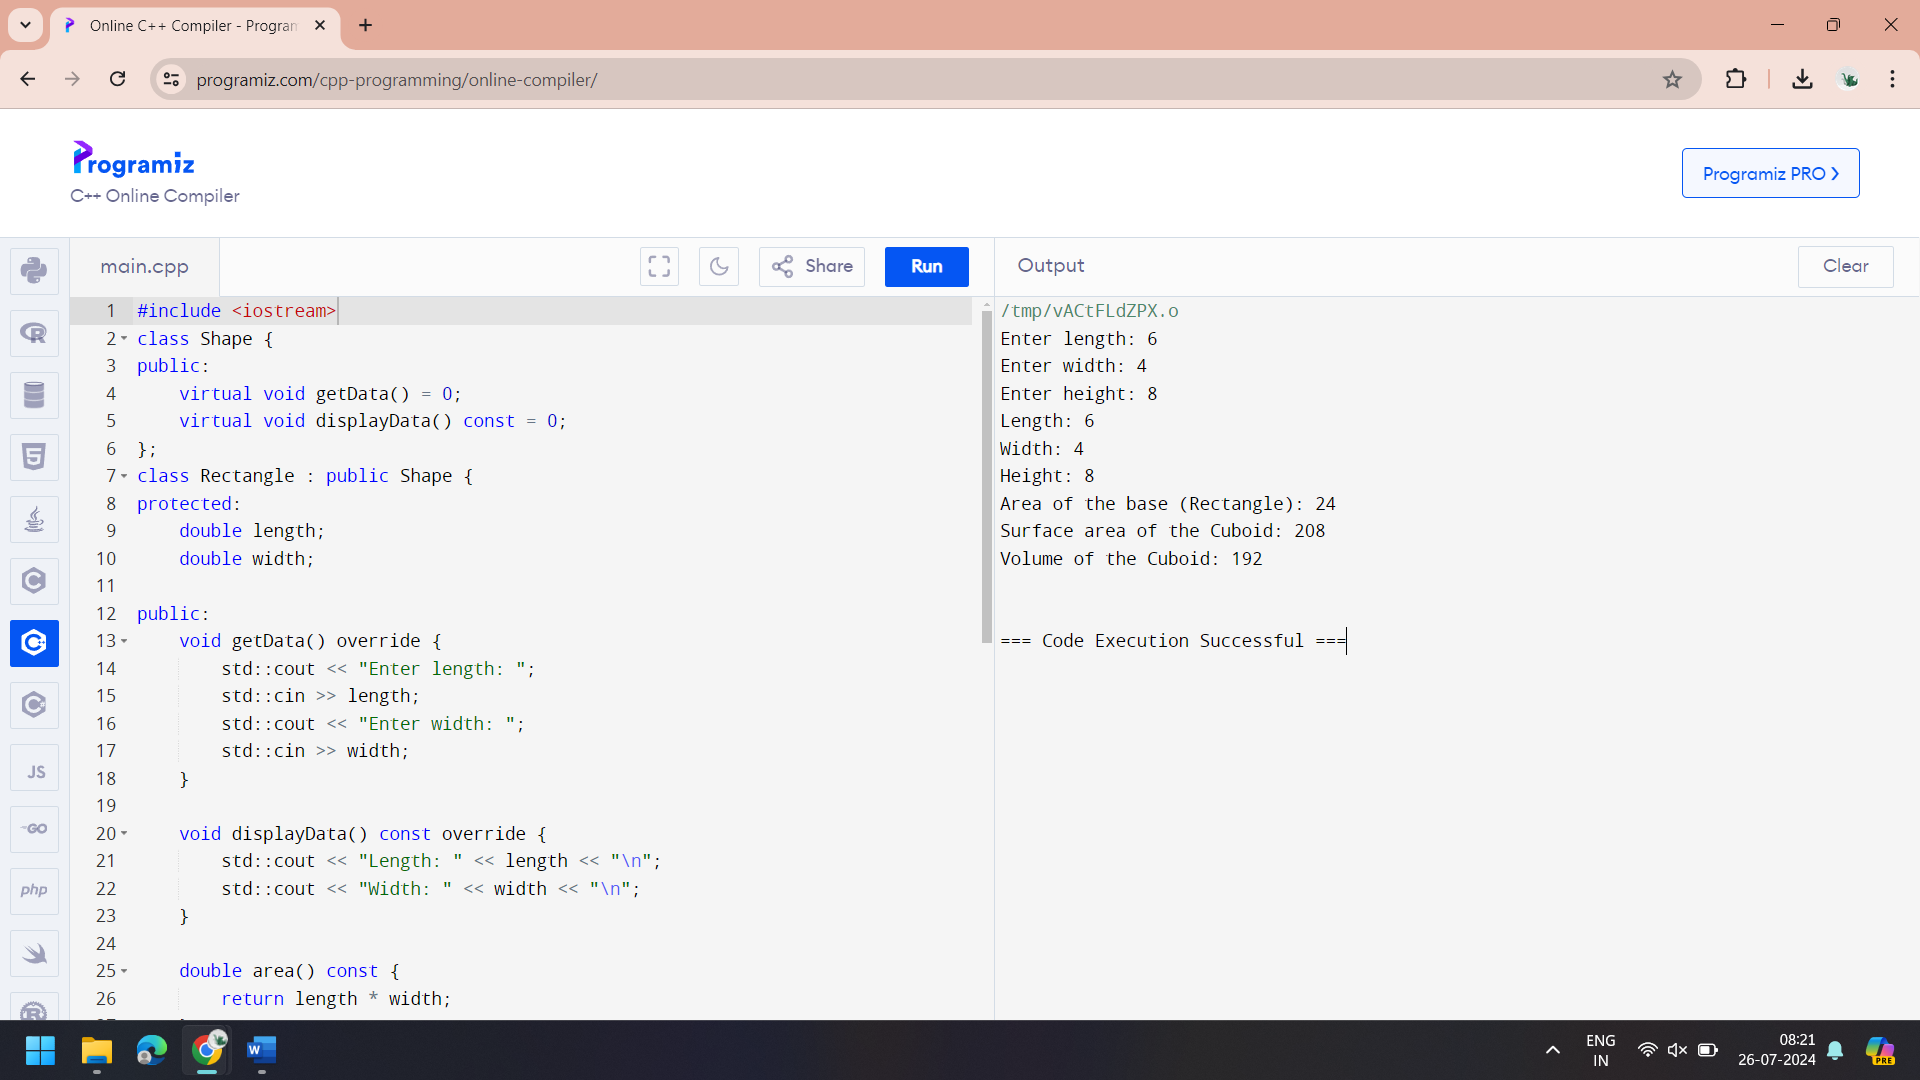 Online C++ Compiler - Program
programiz.com/cpp-programming/online-compiler/
Programiz
C++ Online Compiler
Programiz PRO ❯
main.cpp
Share
Run
Output
Clear
1 #include <iostream>
2 class Shape {
3 public:
4     virtual void getData() = 0;
5     virtual void displayData() const = 0;
6 };
7 class Rectangle : public Shape {
8 protected:
9     double length;
10     double width;
11
12 public:
13     void getData() override {
14         std::cout << "Enter length: ";
15         std::cin >> length;
16         std::cout << "Enter width: ";
17         std::cin >> width;
18     }
19
20     void displayData() const override {
21         std::cout << "Length: " << length << "\n";
22         std::cout << "Width: " << width << "\n";
23     }
24
25     double area() const {
26         return length * width;
/tmp/vACtFLdZPX.o
Enter length: 6
Enter width: 4
Enter height: 8
Length: 6
Width: 4
Height: 8
Area of the base (Rectangle): 24
Surface area of the Cuboid: 208
Volume of the Cuboid: 192
=== Code Execution Successful ===
JS
GO
php
ENG
IN
08:21
26-07-2024
PRE